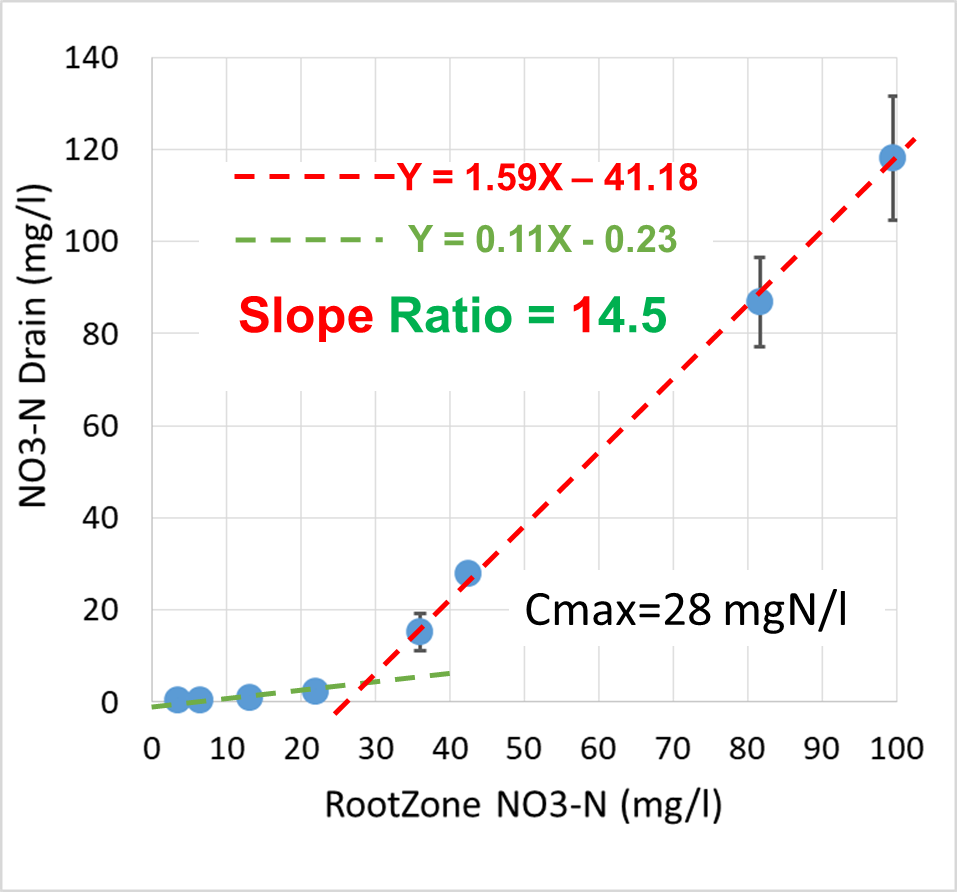 140
120
100
80
60
40
20
0
NO3-N Drain (mg/l)
Y = 1.59X – 41.18
Y = 0.11X - 0.23
Slope Ratio = 14.5
Cmax=28 mgN/l
0 10 20 30 40 50 60 70 80 90 100
RootZone NO3-N (mg/l)